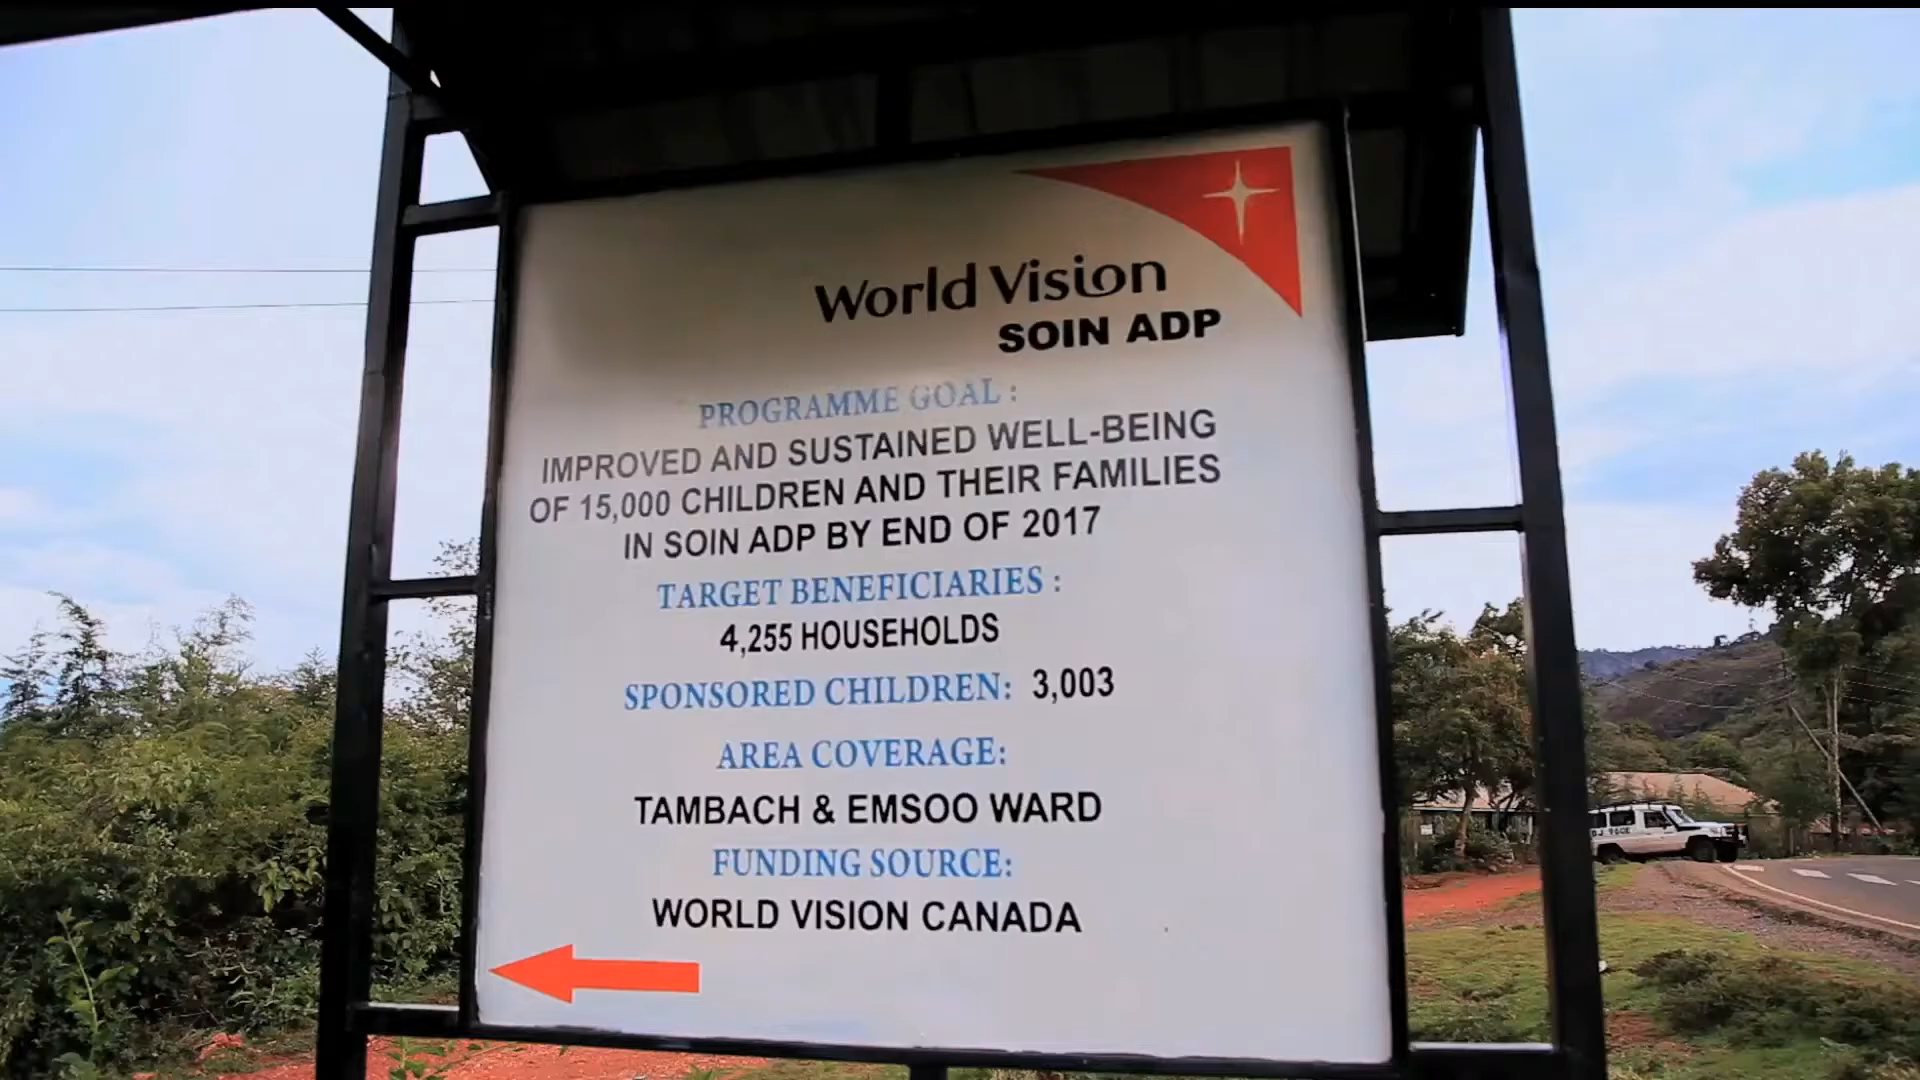 World Vision
SOIN ADP
PROGRAMME GOAL :
IMPROVED AND SUSTAINED WELL-BEING
OF 15,000 CHILDREN AND THEIR FAMILIES
IN SOIN ADP BY END OF 2017
TARGET BENEFICIARIES :
4,255 HOUSEHOLDS
SPONSORED CHILDREN: 3,003
AREA COVERAGE:
TAMBACH & EMSOO WARD
FUNDING SOURCE:
WORLD VISION CANADA